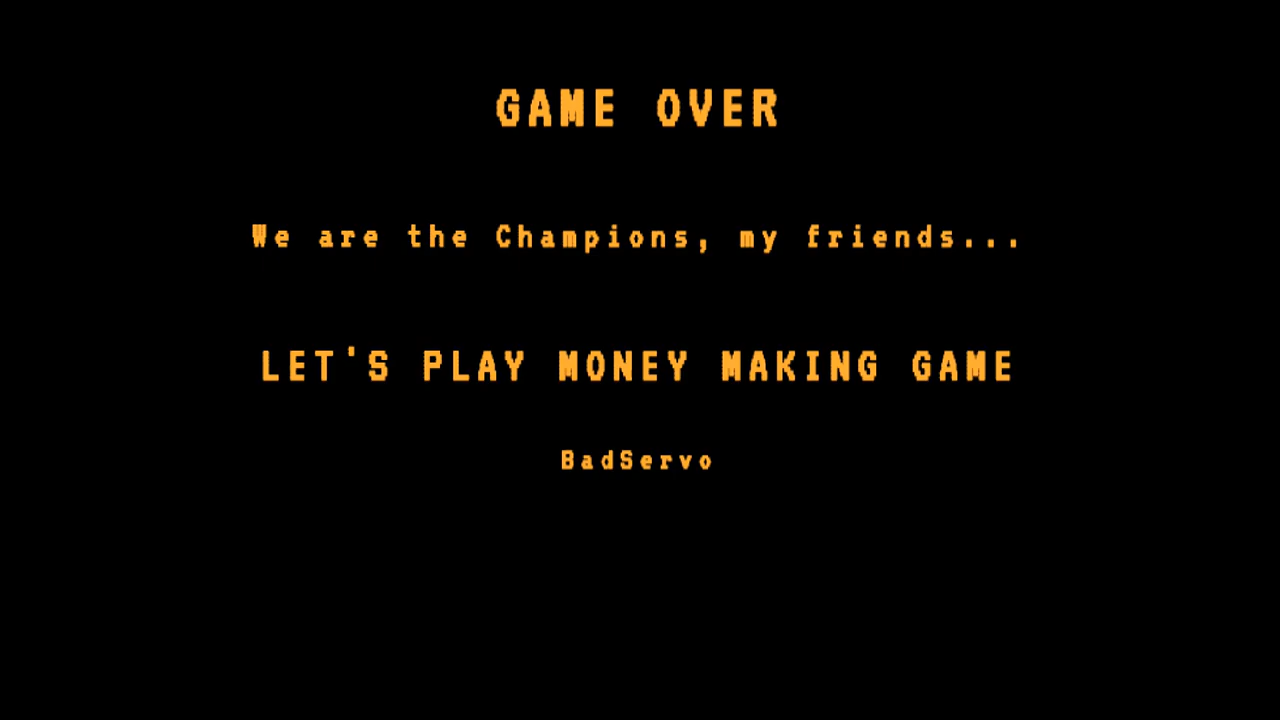 GAME OVER
We are the Champions, my friends...
LET'S PLAY MONEY MAKING GAME
BadServo